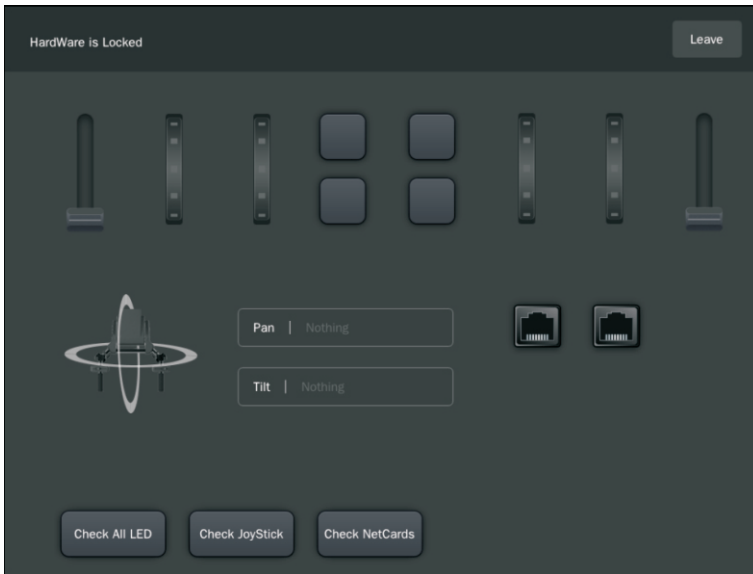 HardWare is Locked
Leave
Pan | Nothing
Tilt | Nothing
Check All LED
Check JoyStick
Check NetCards